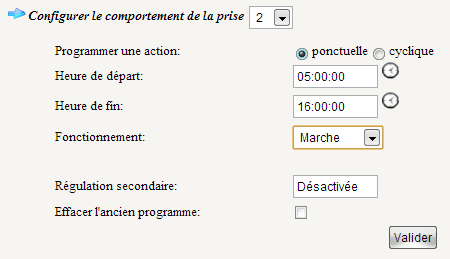 Configurer le comportement de la prise 2
Programmer une action: ponctuelle cyclique
Heure de départ: 05:00:00
Heure de fin: 16:00:00
Fonctionnement: Marche
Régulation secondaire: Désactivée
Effacer l'ancien programme:
Valider